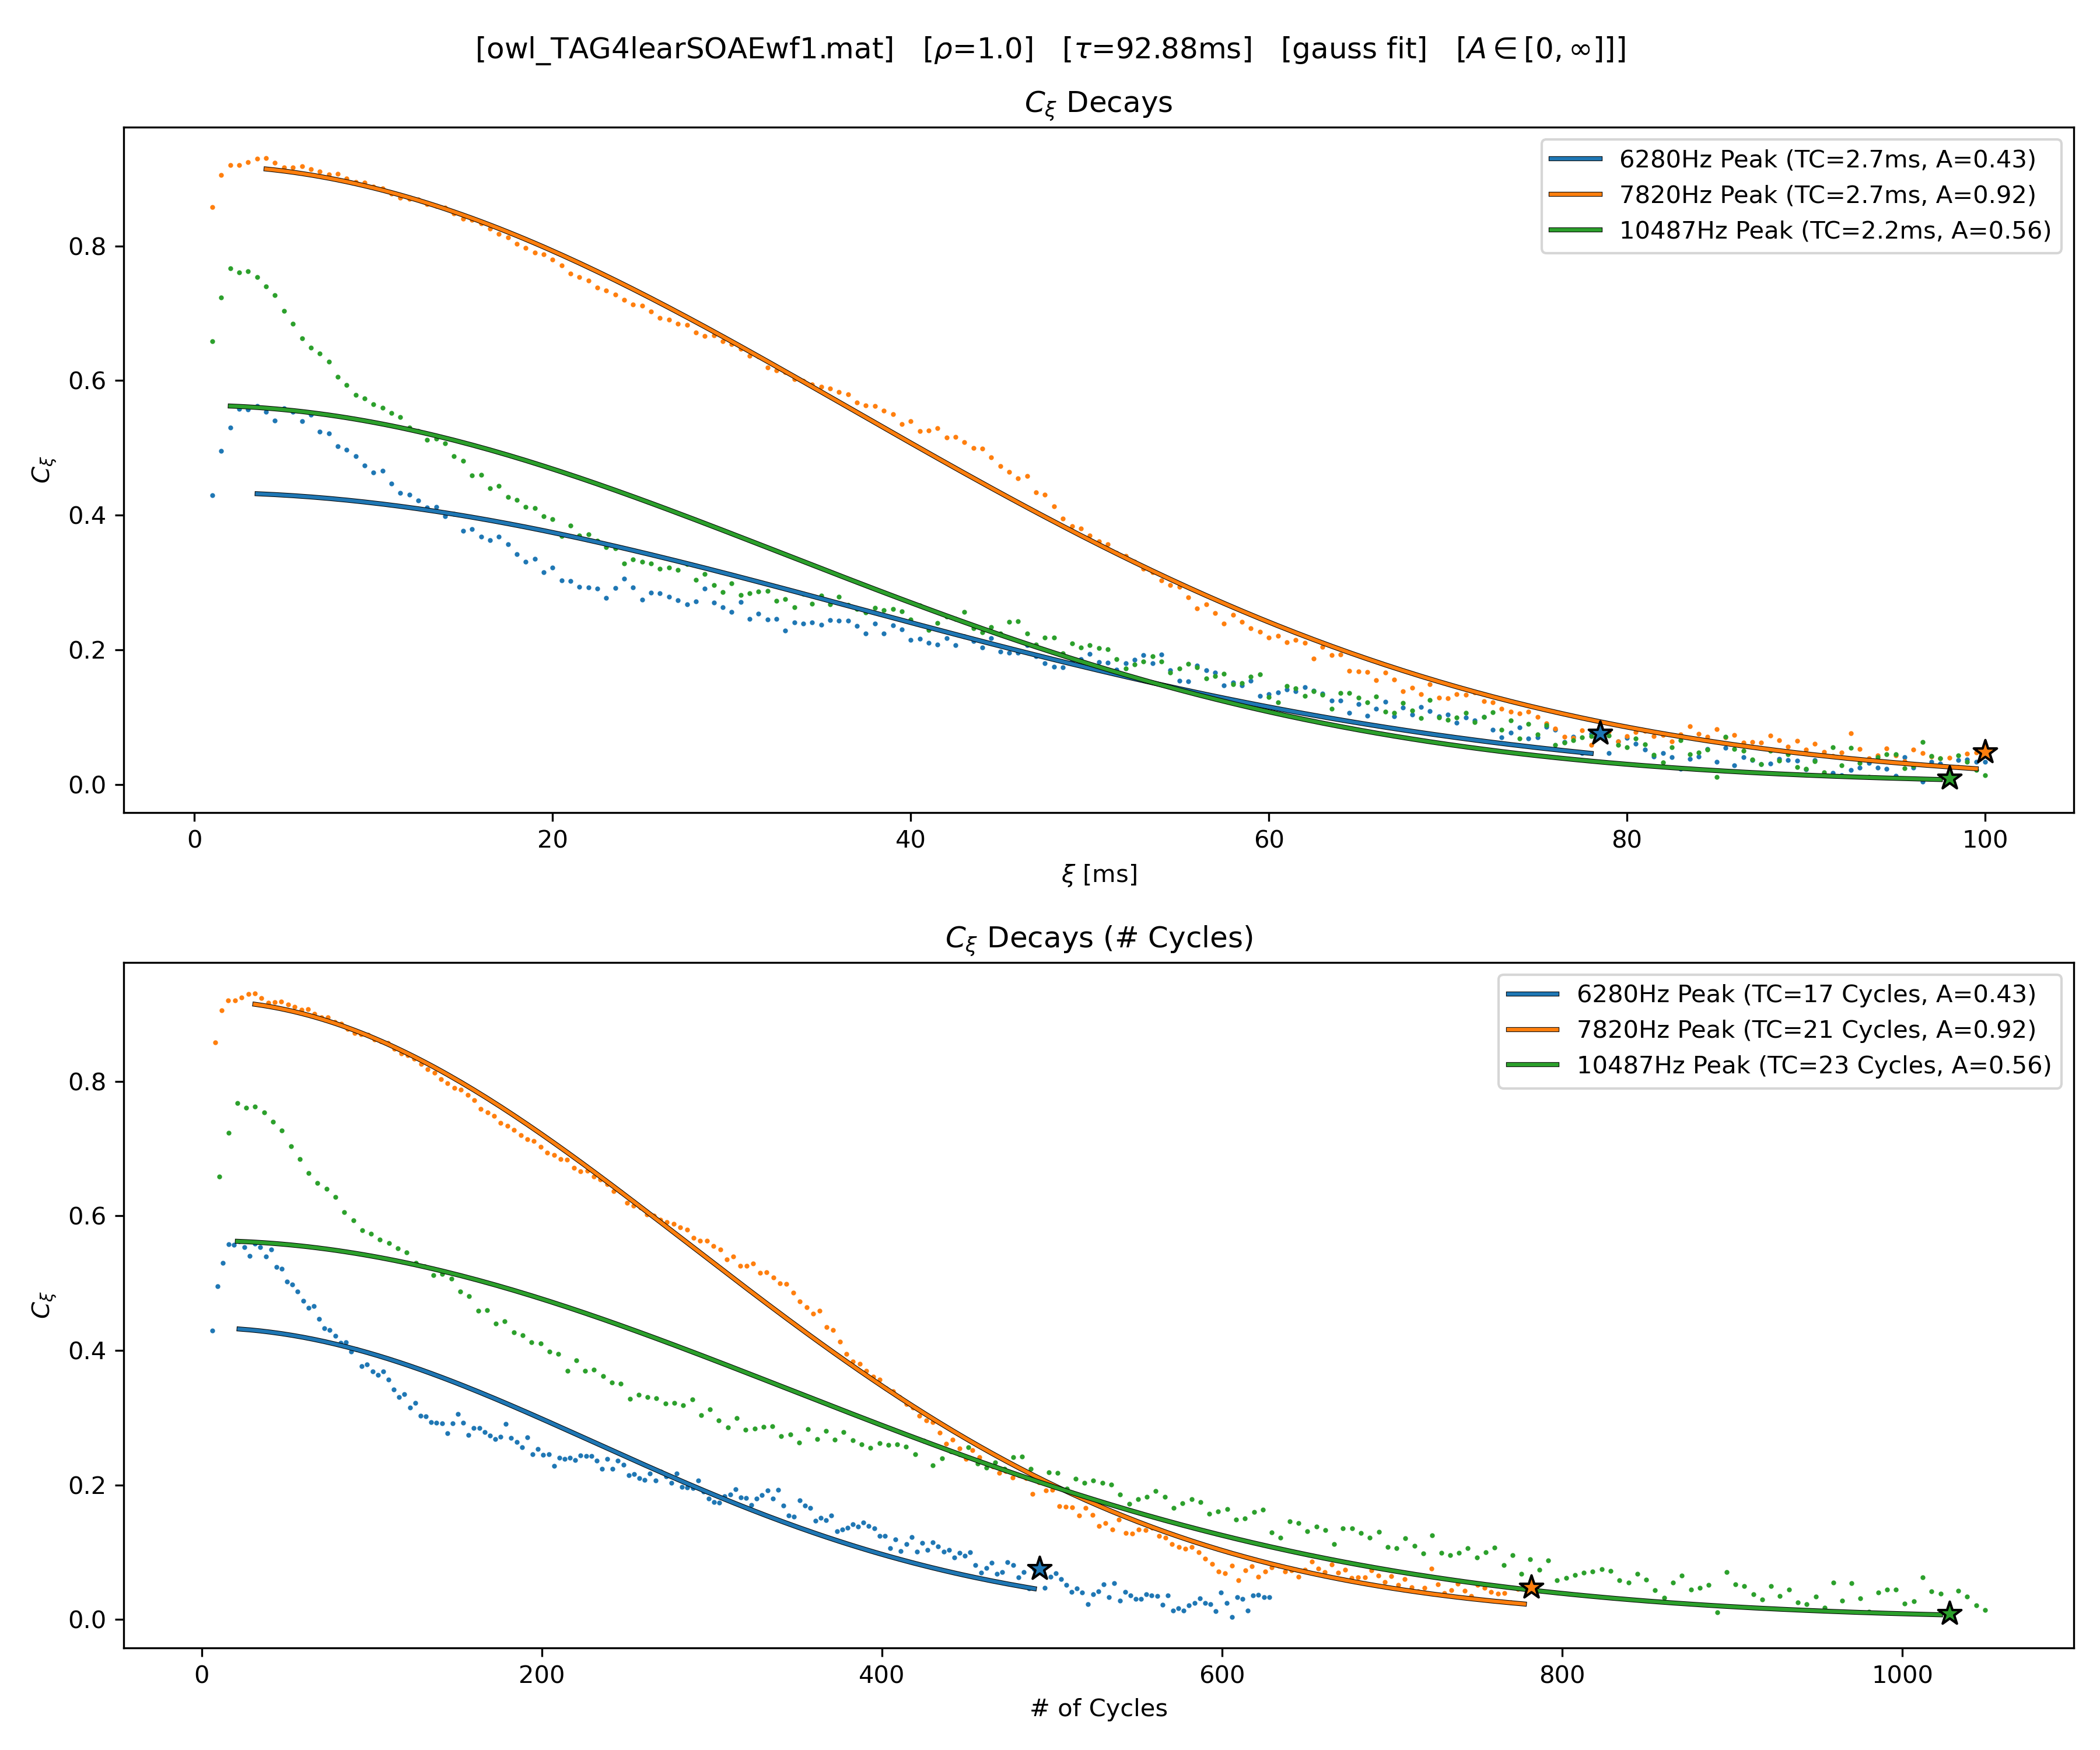 [owl_TAG4learSOAEwf1.mat] [ρ=1.0] [τ=92.88ms] [gauss fit] [A ∈ [0, ∞]]]
C_ξ Decays
6280Hz Peak (TC=2.7ms, A=0.43)
7820Hz Peak (TC=2.7ms, A=0.92)
10487Hz Peak (TC=2.2ms, A=0.56)
C_ξ
0.8
0.6
0.4
0.2
0.0
0 20 40 60 80 100
ξ [ms]
C_ξ Decays (# Cycles)
6280Hz Peak (TC=17 Cycles, A=0.43)
7820Hz Peak (TC=21 Cycles, A=0.92)
10487Hz Peak (TC=23 Cycles, A=0.56)
C_ξ
0.8
0.6
0.4
0.2
0.0
0 200 400 600 800 1000
# of Cycles